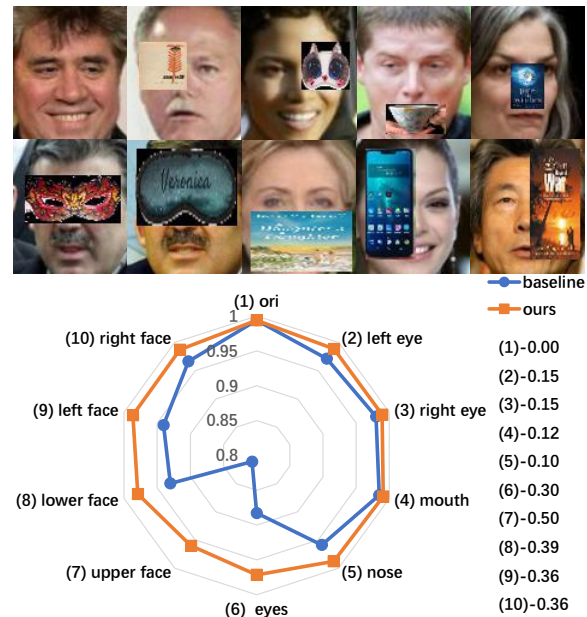 Veronica
War
baseline
ours
(1) ori
(2) left eye
(3) right eye
(4) mouth
(5) nose
(6) eyes
(7) upper face
(8) lower face
(9) left face
(10) right face
1
0.95
0.9
0.85
0.8
(1)-0.00
(2)-0.15
(3)-0.15
(4)-0.12
(5)-0.10
(6)-0.30
(7)-0.50
(8)-0.39
(9)-0.36
(10)-0.36